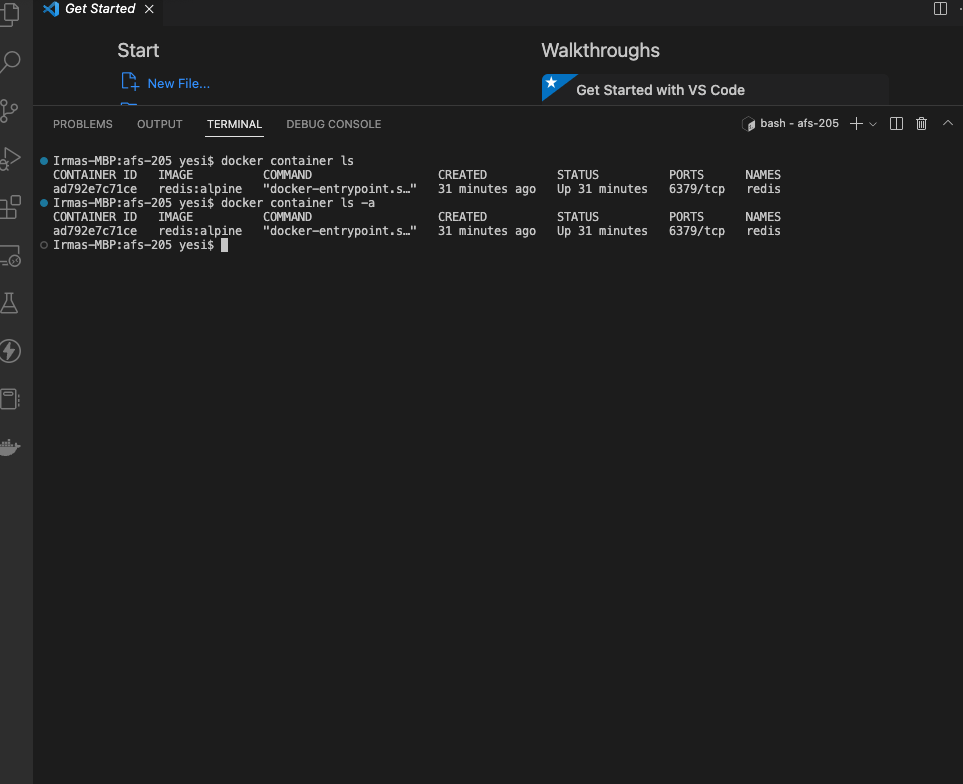 Get Started
Start
Walkthroughs
New File...
Get Started with VS Code
PROBLEMS OUTPUT TERMINAL DEBUG CONSOLE
bash - afs-205
Irmas-MBP:afs-205 yesi$ docker container ls
CONTAINER ID IMAGE COMMAND CREATED STATUS PORTS NAMES
ad792e7c71ce redis:alpine "docker-entrypoint.s…" 31 minutes ago Up 31 minutes 6379/tcp redis
Irmas-MBP:afs-205 yesi$ docker container ls -a
CONTAINER ID IMAGE COMMAND CREATED STATUS PORTS NAMES
ad792e7c71ce redis:alpine "docker-entrypoint.s…" 31 minutes ago Up 31 minutes 6379/tcp redis
Irmas-MBP:afs-205 yesi$